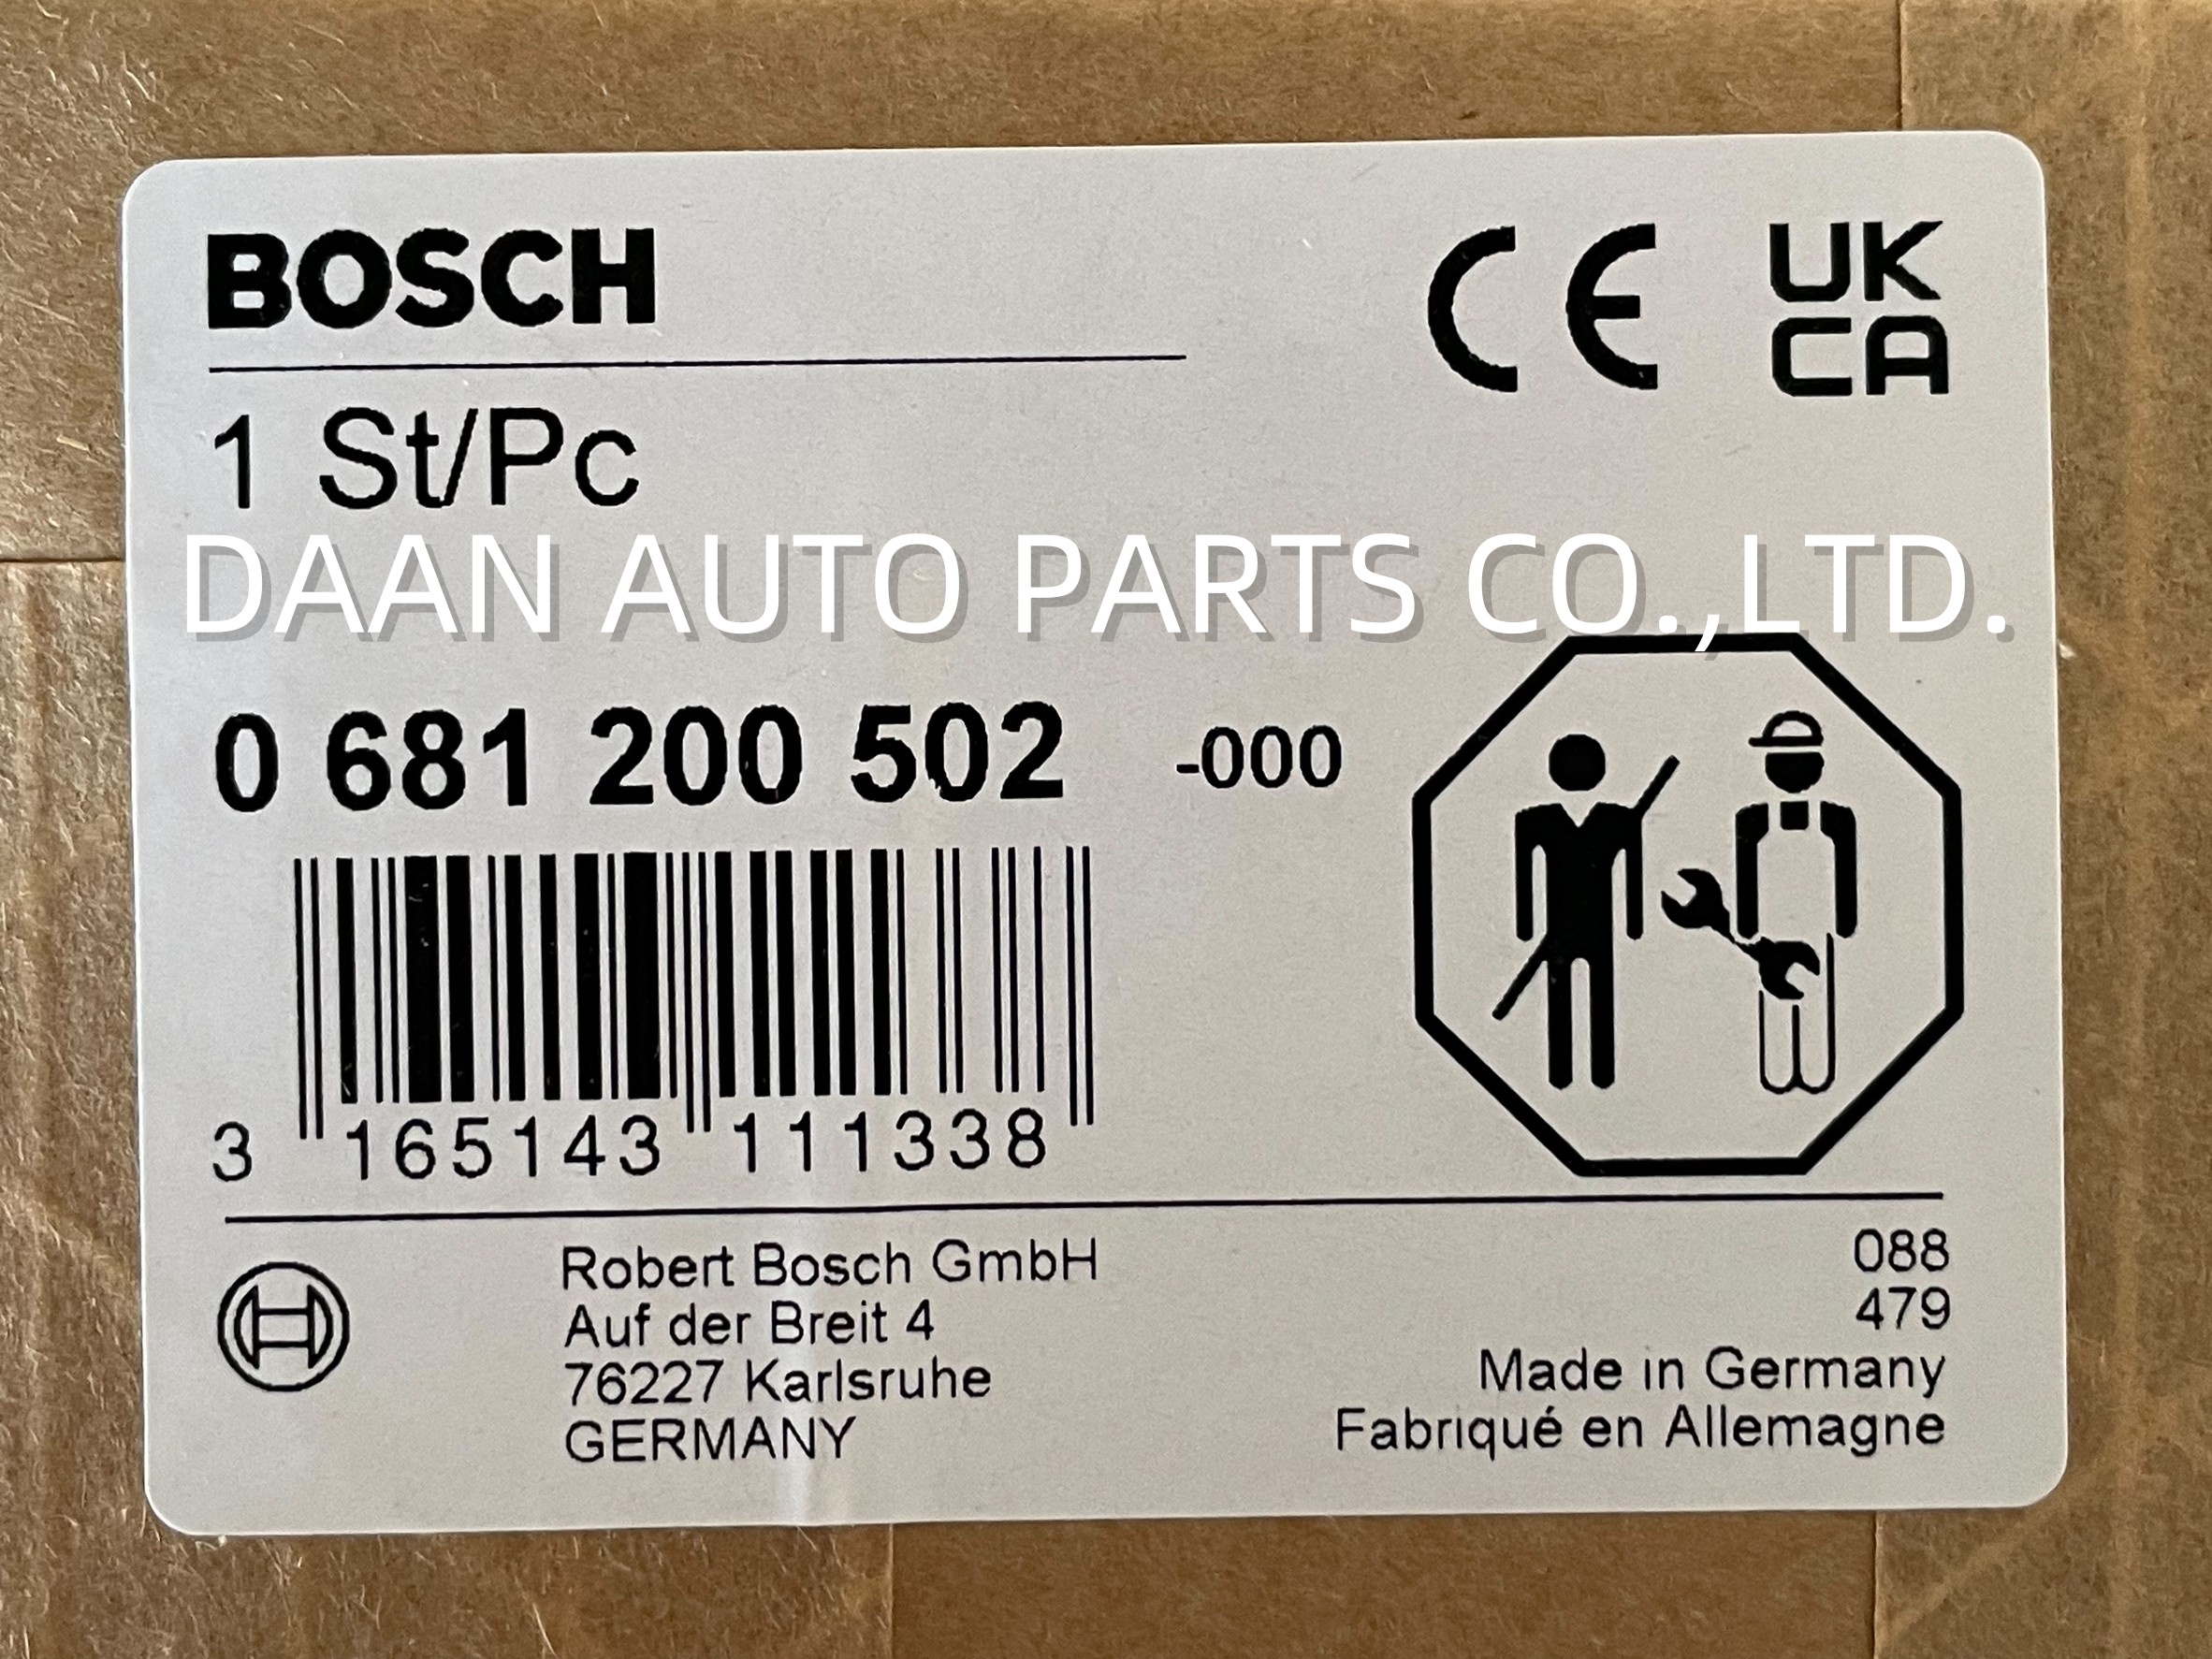 BOSCH
CE
UK
CA
1 St/Pc
DAAN AUTO PARTS CO.,LTD.
0 681 200 502 -000
3 165143 111338
Robert Bosch GmbH
Auf der Breit 4
76227 Karlsruhe
GERMANY
088
479
Made in Germany
Fabriqué en Allemagne